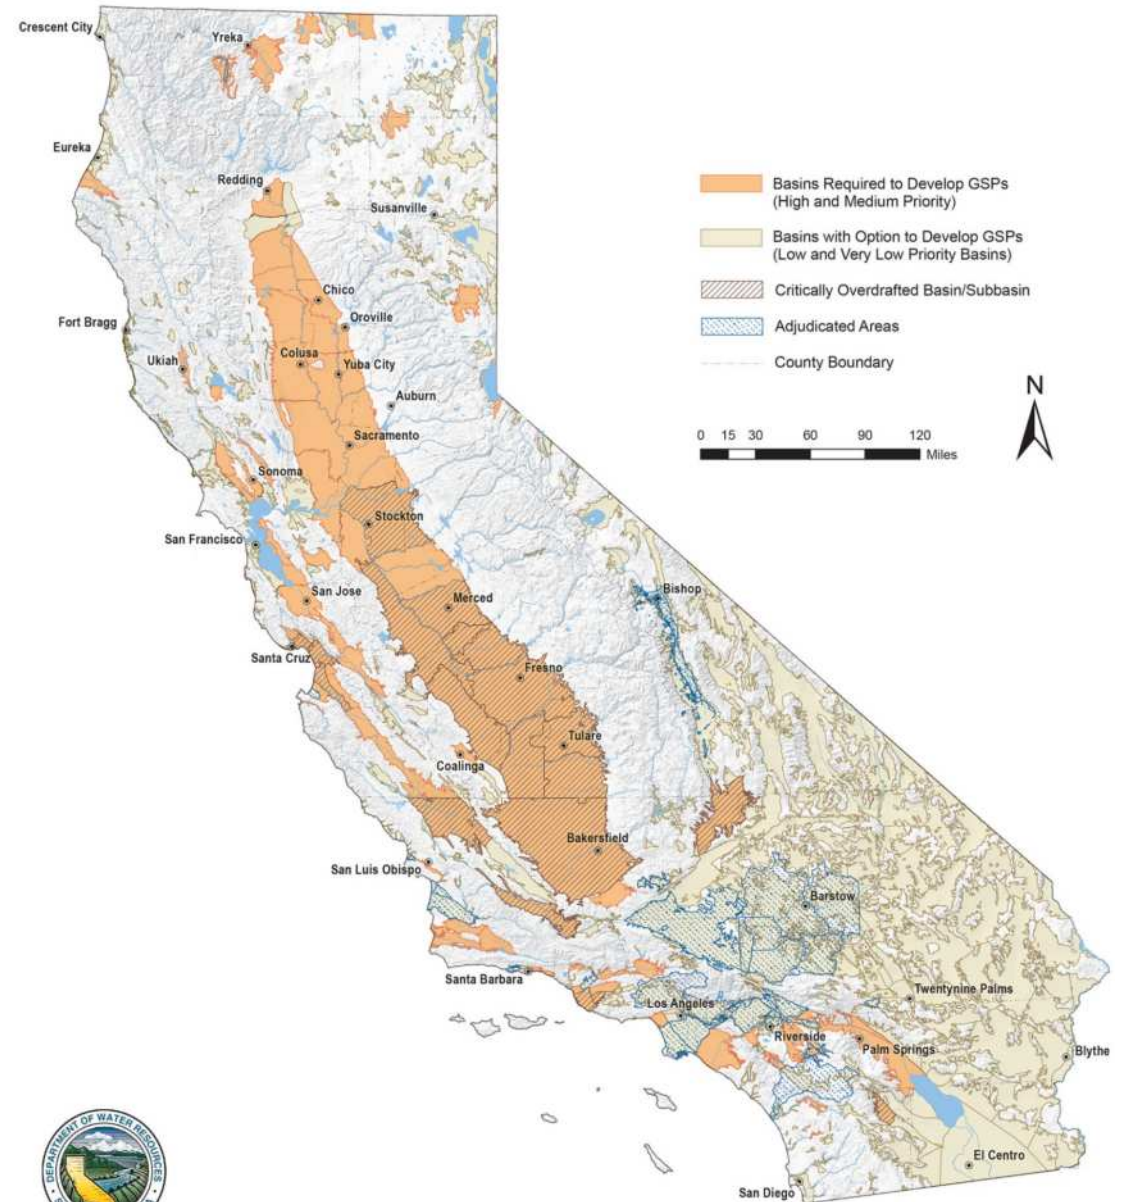 Crescent City
Yreka
Eureka
Redding
Susanville
Basins Required to Develop GSPs
(High and Medium Priority)
Basins with Option to Develop GSPs
(Low and Very Low Priority Basins)
Critically Overdrafted Basin/Subbasin
Adjudicated Areas
County Boundary
N
0 15 30 60 90 120
Miles
Chico
Fort Bragg
Oroville
Ukiah
Colusa
Yuba City
Auburn
Sacramento
Sonoma
Stockton
San Francisco
San Jose
Merced
Bishop
Santa Cruz
Fresno
Tulare
Coalinga
Bakersfield
San Luis Obispo
Barstow
Santa Barbara
Los Angeles
Twentynine Palms
Riverside
Palm Springs
Blythe
El Centro
San Diego
DEPARTMENT OF WATER RESOURCES